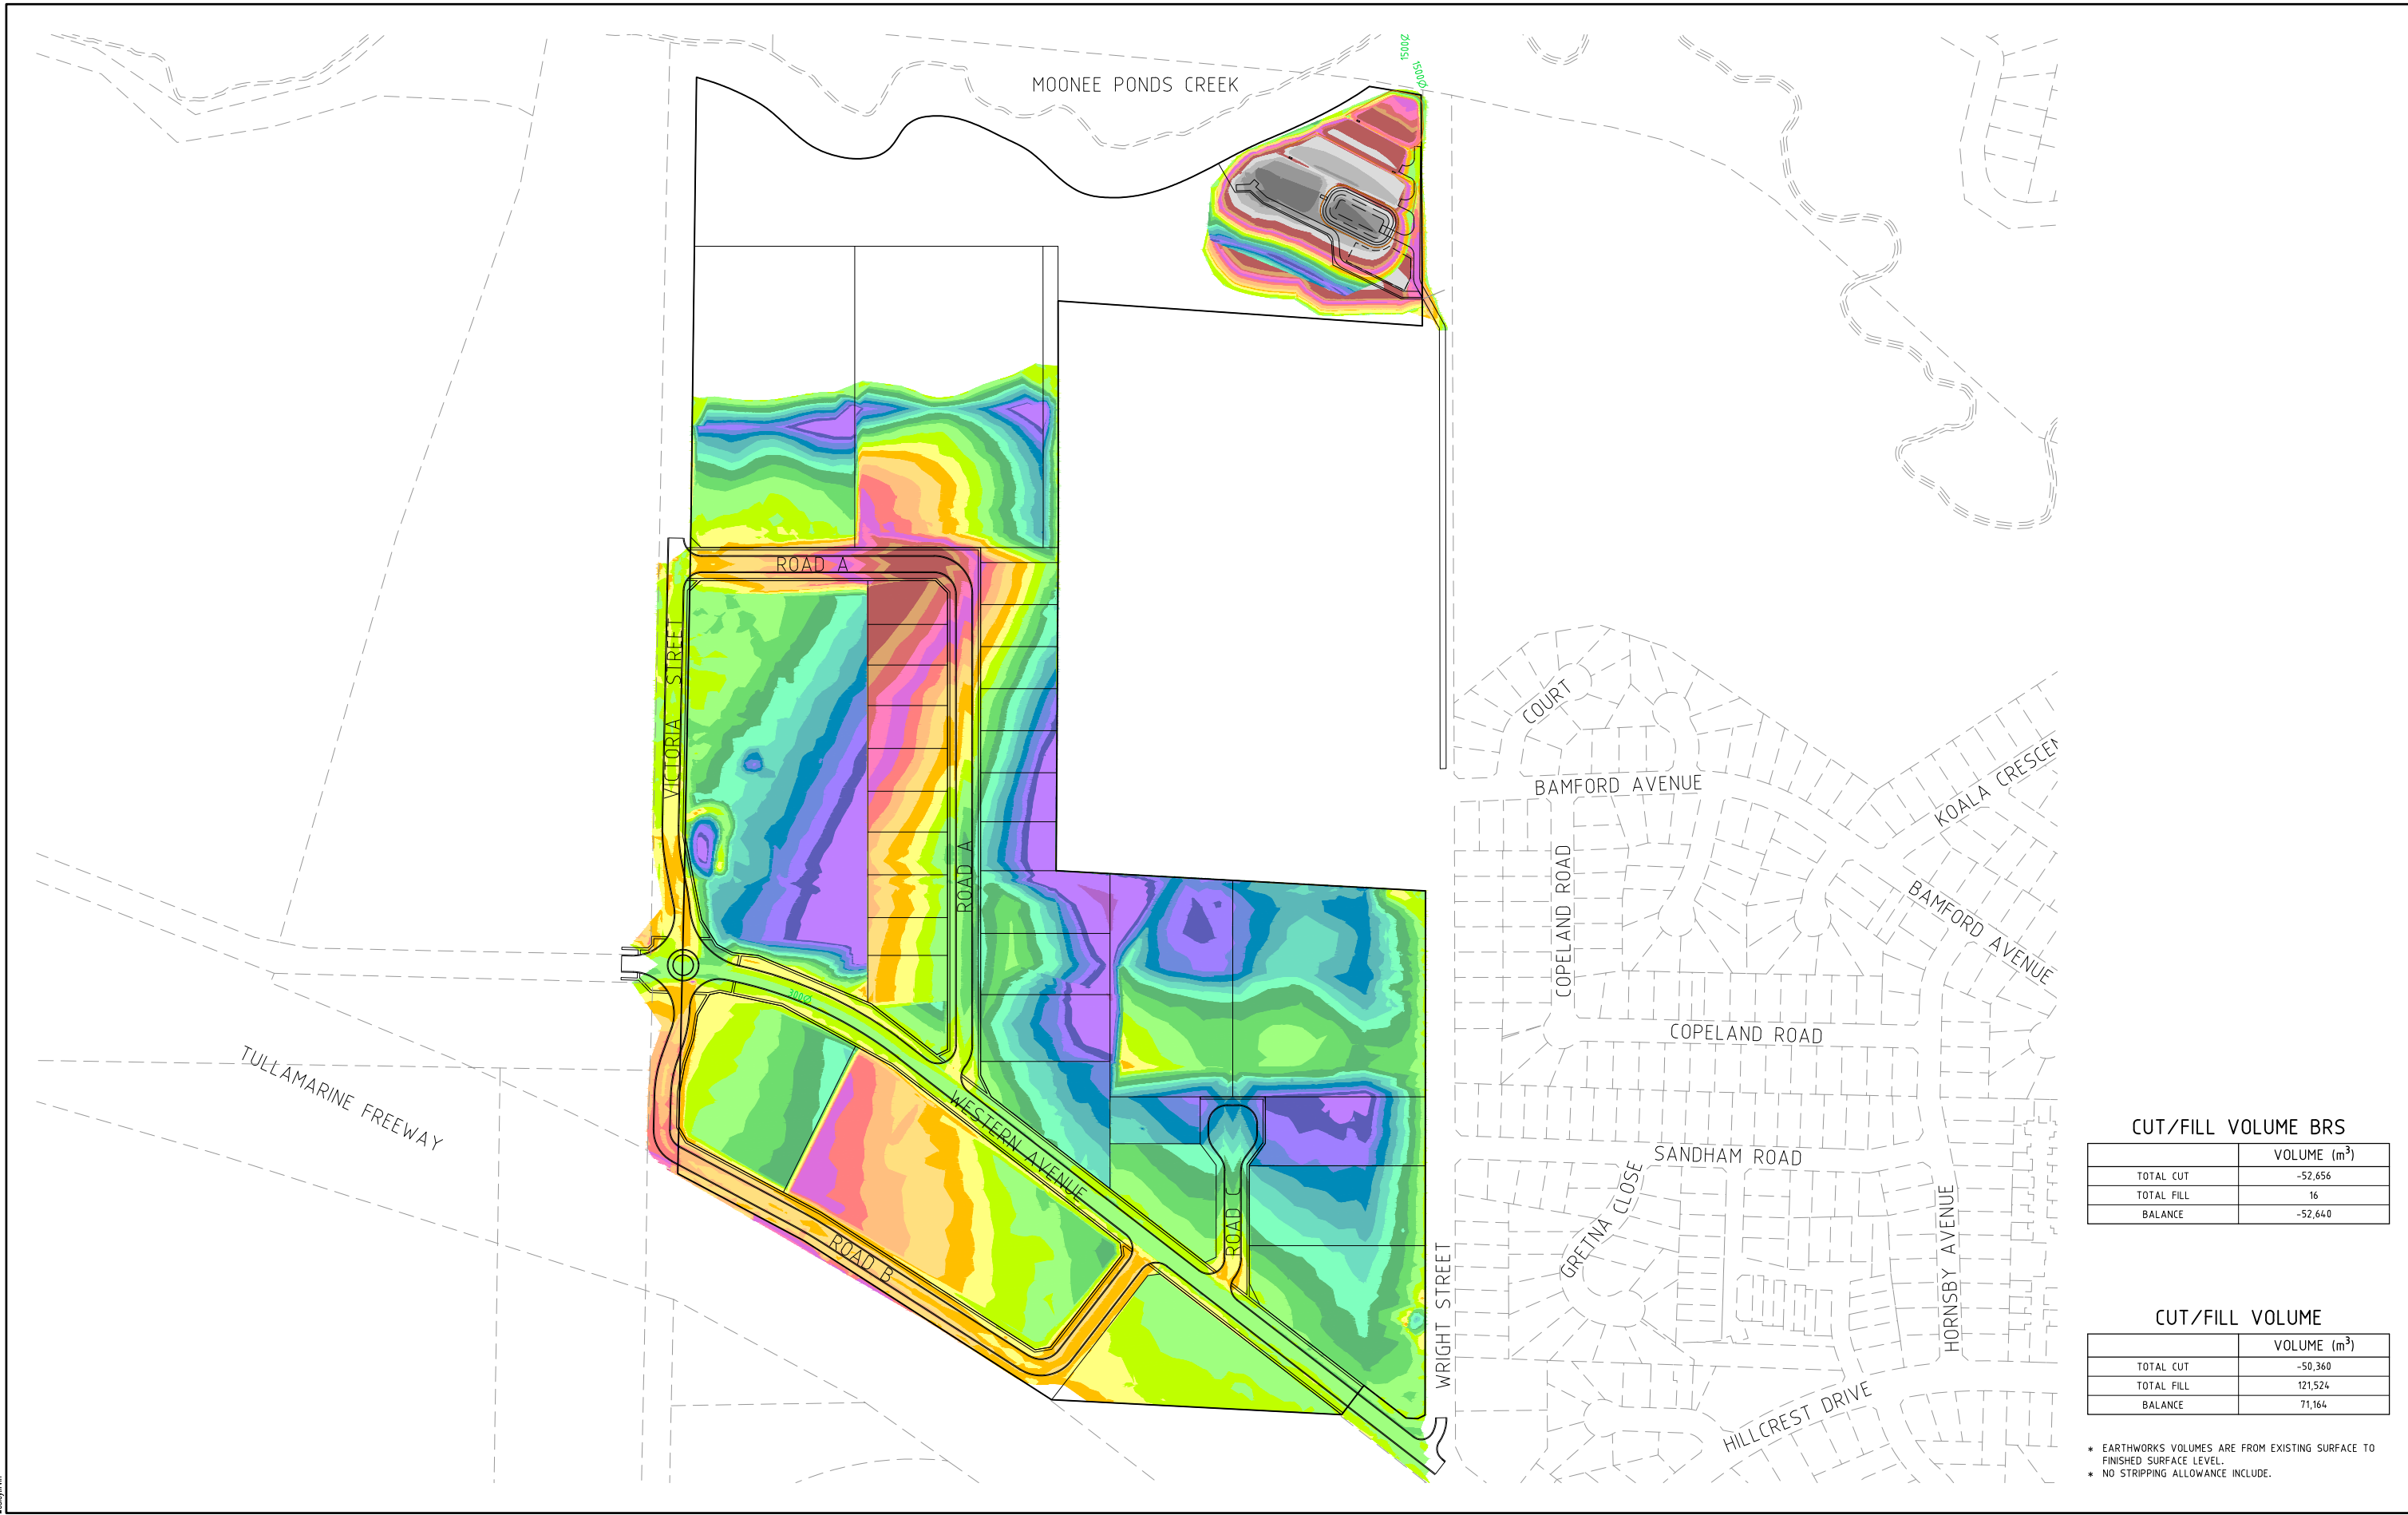 1500Ø
1500Ø
MOONEE PONDS CREEK
ROAD A
VICTORIA STREET
COURT
BAMFORD AVENUE
KOALA CRESCEN
COPELAND ROAD
ROAD A
BAMFORD AVENUE
300Ø
COPELAND ROAD
TULLAMARINE FREEWAY
WESTERN AVENUE
SANDHAM ROAD
GRETNA CLOSE
ROAD C
ROAD B
WRIGHT STREET
HORNSBY AVENUE
HILLCREST DRIVE
CUT/FILL VOLUME BRS
VOLUME (m³)
TOTAL CUT -52,656
TOTAL FILL 16
BALANCE -52,640
CUT/FILL VOLUME
VOLUME (m³)
TOTAL CUT -50,360
TOTAL FILL 121,524
BALANCE 71,164
* EARTHWORKS VOLUMES ARE FROM EXISTING SURFACE TO
FINISHED SURFACE LEVEL.
* NO STRIPPING ALLOWANCE INCLUDE.